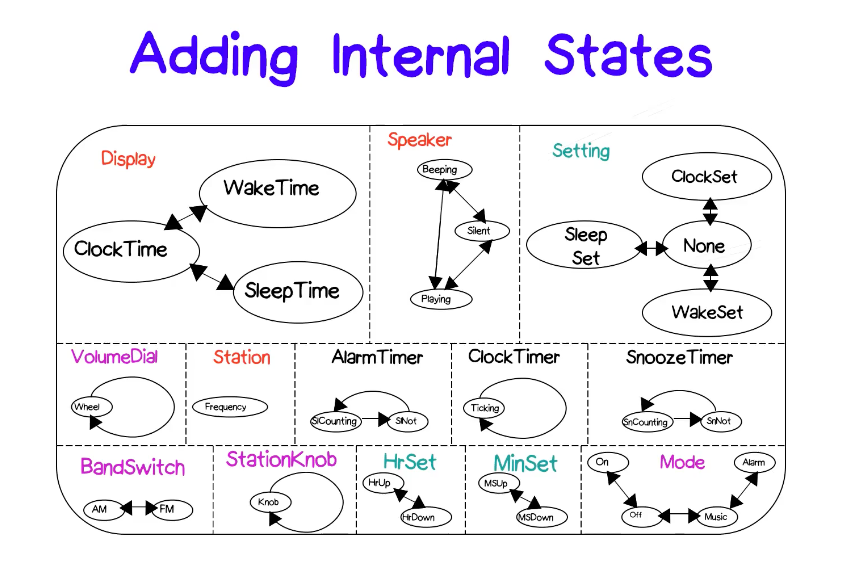 Adding Internal States
Display
WakeTime
ClockTime
SleepTime
Speaker
Beeping
Silent
Playing
Setting
ClockSet
Sleep
Set
None
WakeSet
VolumeDial
Wheel
Station
Frequency
AlarmTimer
SlCounting
SlNot
ClockTimer
Ticking
SnoozeTimer
SnCounting
SnNot
BandSwitch
AM
FM
StationKnob
Knob
HrSet
HrUp
HrDown
MinSet
MSUp
MSDown
Mode
On
Alarm
Off
Music